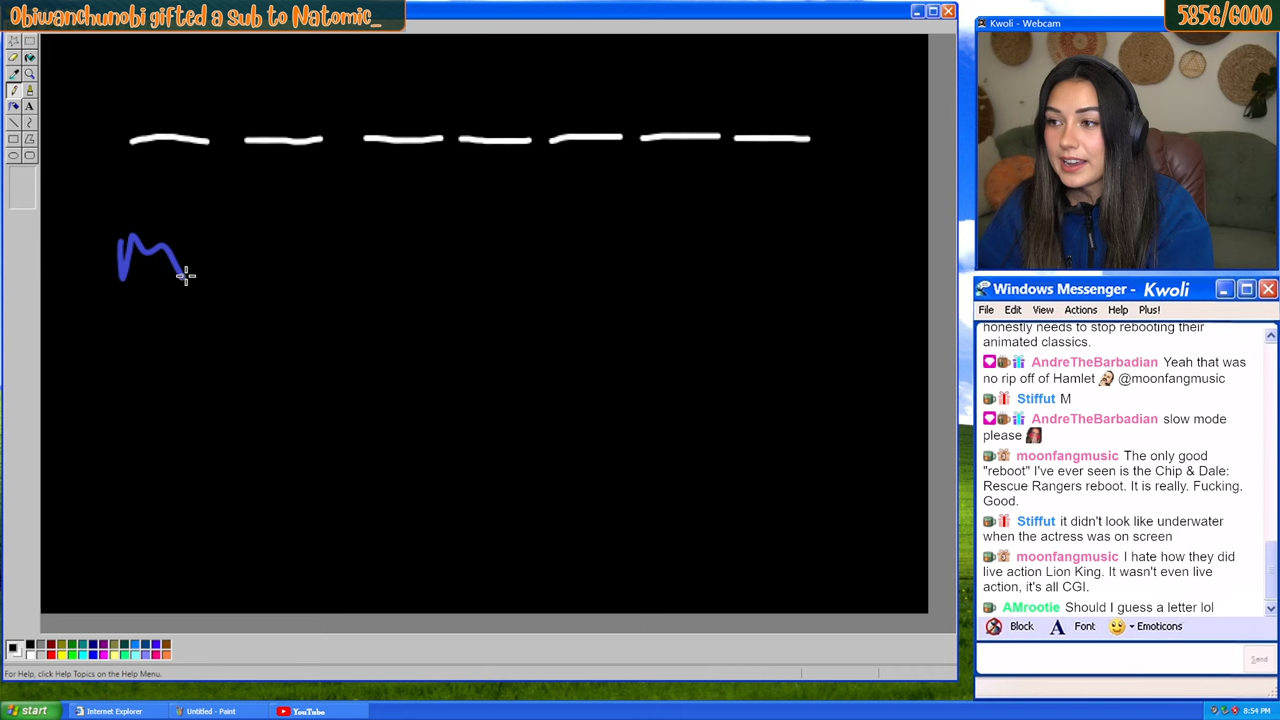 Obiwanchunobi gifted a sub to Natomic_
5856/6000
Kwoli - Webcam
M
Windows Messenger - Kwoli
File Edit View Actions Help Plus!
honestly needs to stop rebooting their
animated classics.
AndreTheBarbadian Yeah that was
no rip off of Hamlet @moonfangmusic
Stiffut M
AndreTheBarbadian slow mode
please
moonfangmusic The only good
"reboot" I've ever seen is the Chip & Dale:
Rescue Rangers reboot. It is really. Fucking.
Good.
Stiffut it didn't look like underwater
when the actress was on screen
moonfangmusic I hate how they did
live action Lion King. It wasn't even live
action, it's all CGI.
AMrootie Should I guess a letter lol
Block A Font Emoticons
Send
For Help, click Help Topics on the Help Menu.
start Internet Explorer Untitled - Paint YouTube 8:54 PM